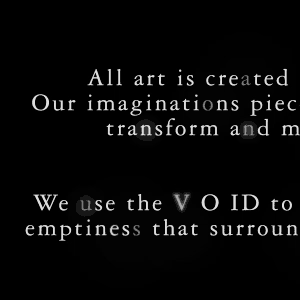 All art is created
Our imaginations piec
transform and m
We use the V O ID to
emptiness that surroun